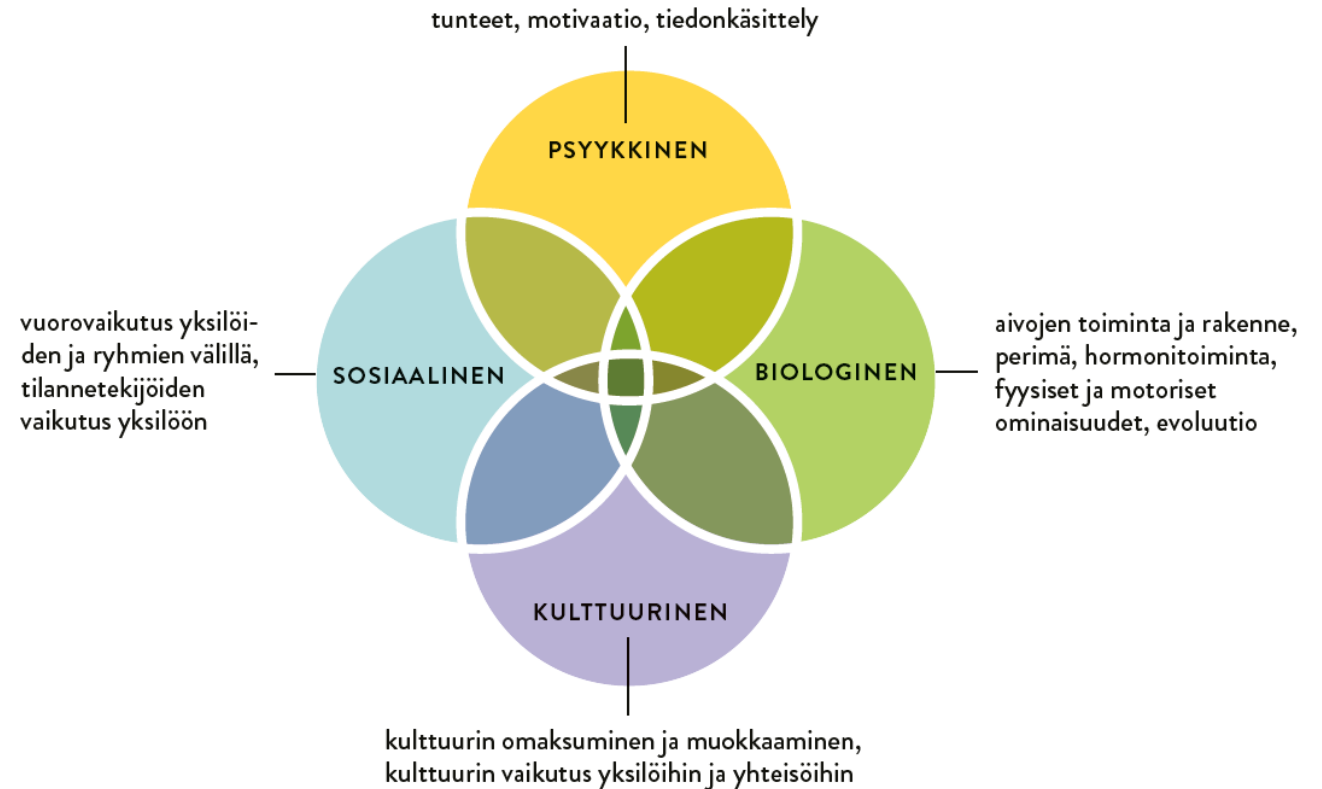 tunteet, motivaatio, tiedonkäsittely
PSYYKKINEN
vuorovaikutus yksilöi-
den ja ryhmien välillä,
tilannetekijöiden
vaikutus yksilöön
SOSIAALINEN
BIOLOGINEN
aivojen toiminta ja rakenne,
perimä, hormonitoiminta,
fyysiset ja motoriset
ominaisuudet, evoluutio
KULTTUURINEN
kulttuurin omaksuminen ja muokkaaminen,
kulttuurin vaikutus yksilöihin ja yhteisöihin